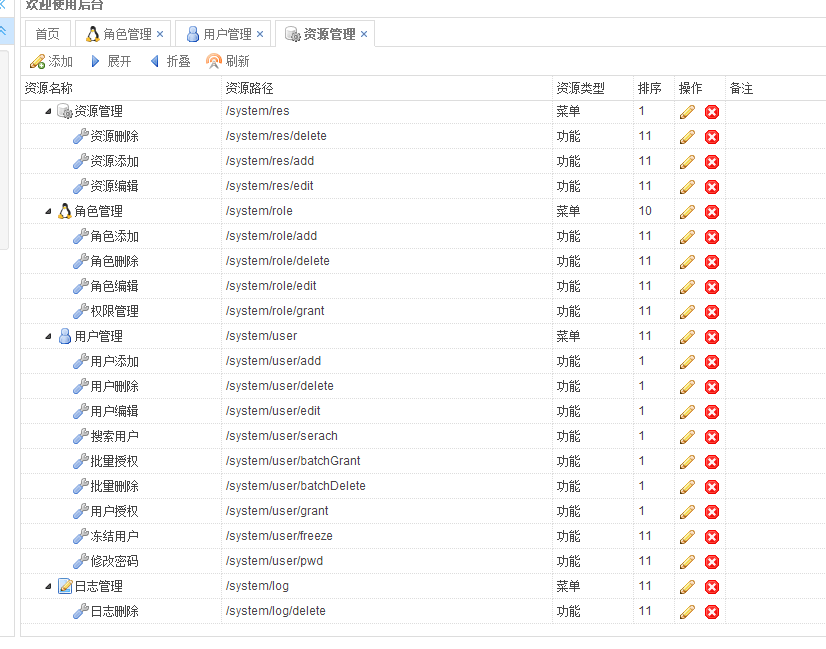 欢迎使用后台
首页 角色管理 × 用户管理 × 资源管理 ×
添加 展开 折叠 刷新
资源名称 资源路径 资源类型 排序 操作 备注
资源管理 /system/res 菜单 1
资源删除 /system/res/delete 功能 11
资源添加 /system/res/add 功能 11
资源编辑 /system/res/edit 功能 11
角色管理 /system/role 菜单 10
角色添加 /system/role/add 功能 11
角色删除 /system/role/delete 功能 11
角色编辑 /system/role/edit 功能 11
权限管理 /system/role/grant 功能 11
用户管理 /system/user 菜单 11
用户添加 /system/user/add 功能 1
用户删除 /system/user/delete 功能 1
用户编辑 /system/user/edit 功能 1
搜索用户 /system/user/serach 功能 1
批量授权 /system/user/batchGrant 功能 1
批量删除 /system/user/batchDelete 功能 1
用户授权 /system/user/grant 功能 1
冻结用户 /system/user/freeze 功能 11
修改密码 /system/user/pwd 功能 11
日志管理 /system/log 菜单 11
日志删除 /system/log/delete 功能 11